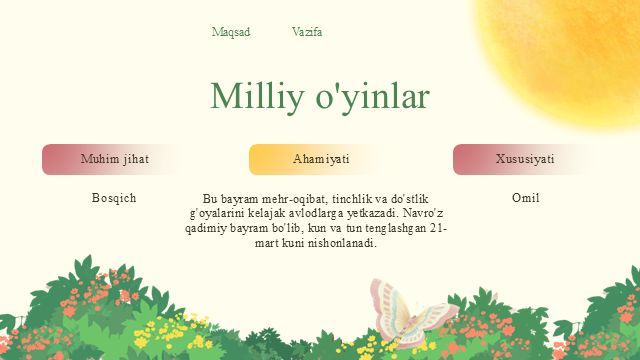 Maqsad Vazifa
Milliy o'yinlar
Muhim jihat
Ahamiyati
Xususiyati
Bosqich
Bu bayram mehr-oqibat, tinchlik va do'stlik
g'oyalarini kelajak avlodlarga yetkazadi. Navro'z
qadimiy bayram bo'lib, kun va tun tenglashgan 21-
mart kuni nishonlanadi.
Omil